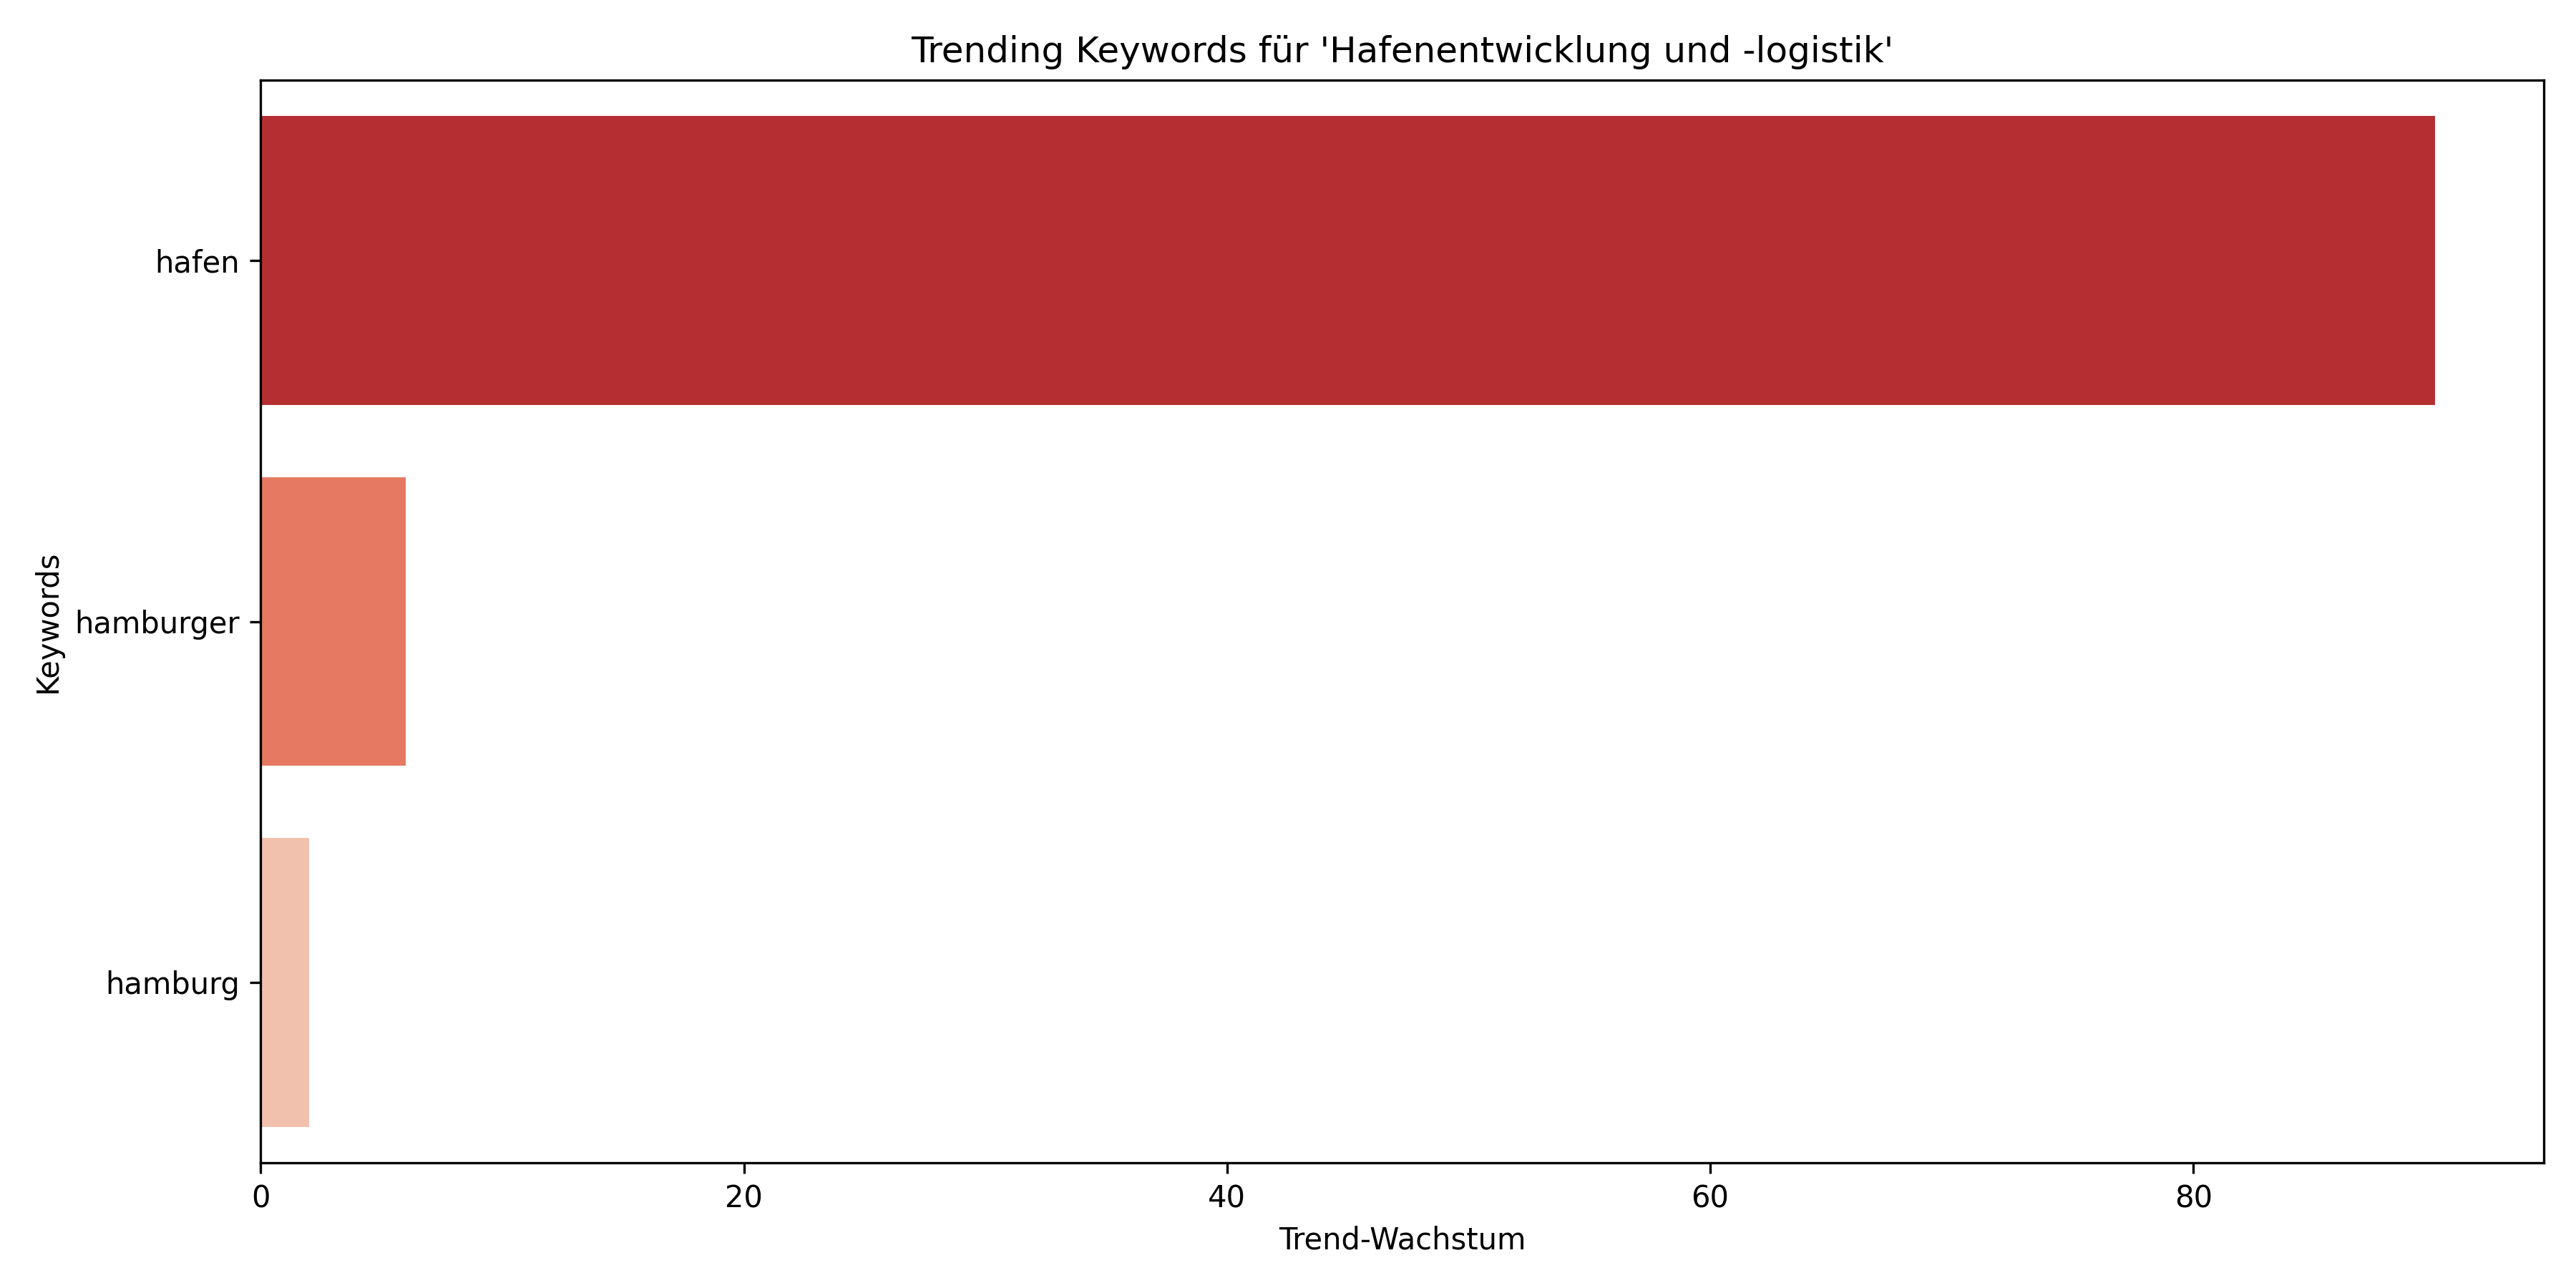 Trending Keywords für 'Hafenentwicklung und -logistik'
hafen
hamburger
hamburg
Keywords
0 20 40 60 80
Trend-Wachstum